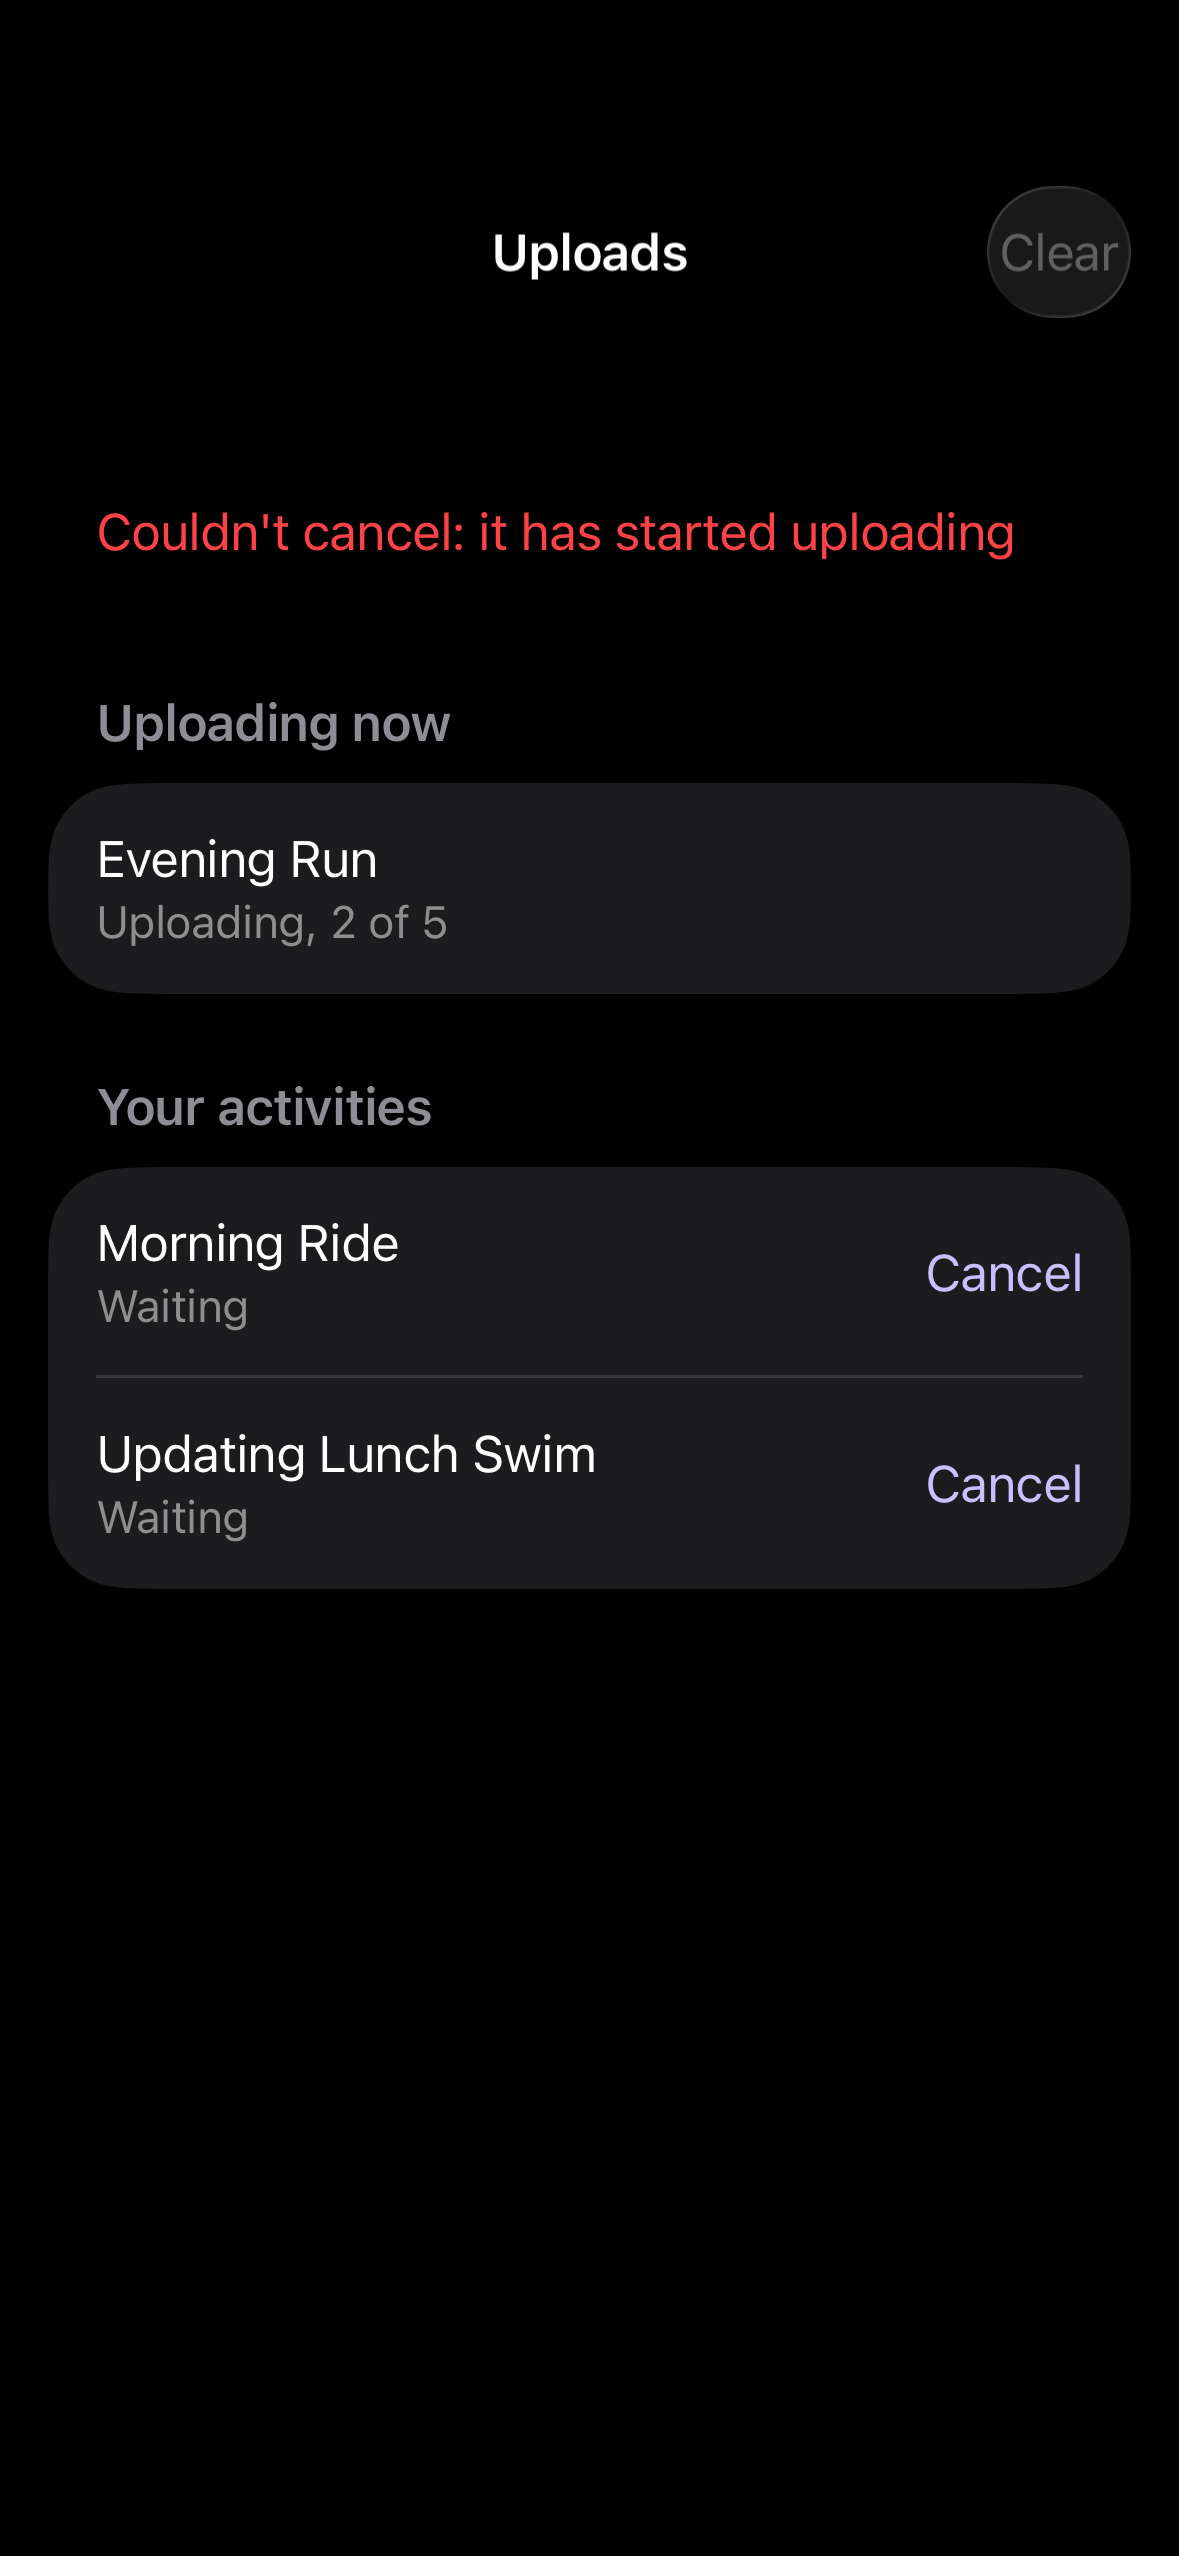 Uploads
Clear
Couldn't cancel: it has started uploading
Uploading now
Evening Run
Uploading, 2 of 5
Your activities
Morning Ride
Waiting
Cancel
Updating Lunch Swim
Waiting
Cancel